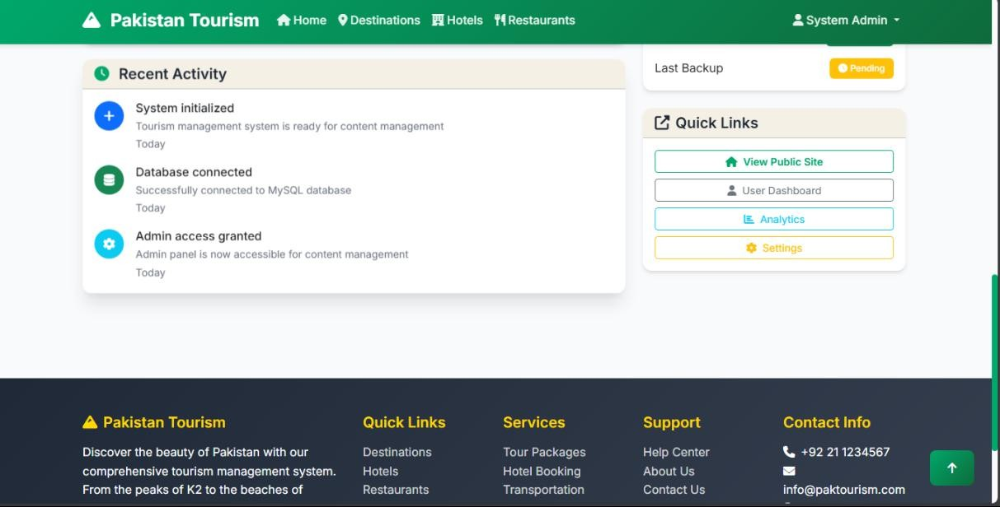 Pakistan Tourism
Home
Destinations
Hotels
Restaurants
System Admin
Recent Activity
System initialized
Tourism management system is ready for content management
Today
Database connected
Successfully connected to MySQL database
Today
Admin access granted
Admin panel is now accessible for content management
Today
Last Backup
Pending
Quick Links
View Public Site
User Dashboard
Analytics
Settings
Pakistan Tourism
Discover the beauty of Pakistan with our
comprehensive tourism management system.
From the peaks of K2 to the beaches of
Quick Links
Destinations
Hotels
Restaurants
Services
Tour Packages
Hotel Booking
Transportation
Support
Help Center
About Us
Contact Us
Contact Info
+92 21 1234567
info@paktourism.com